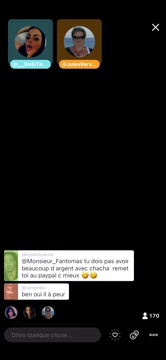 @Monsieur_Fantomas tu dois pas avoir
beaucoup d argent avec chacha remet
toi au paypal c mieux 🤣🤣
ben oui il à peur
170
Dites quelque chose...